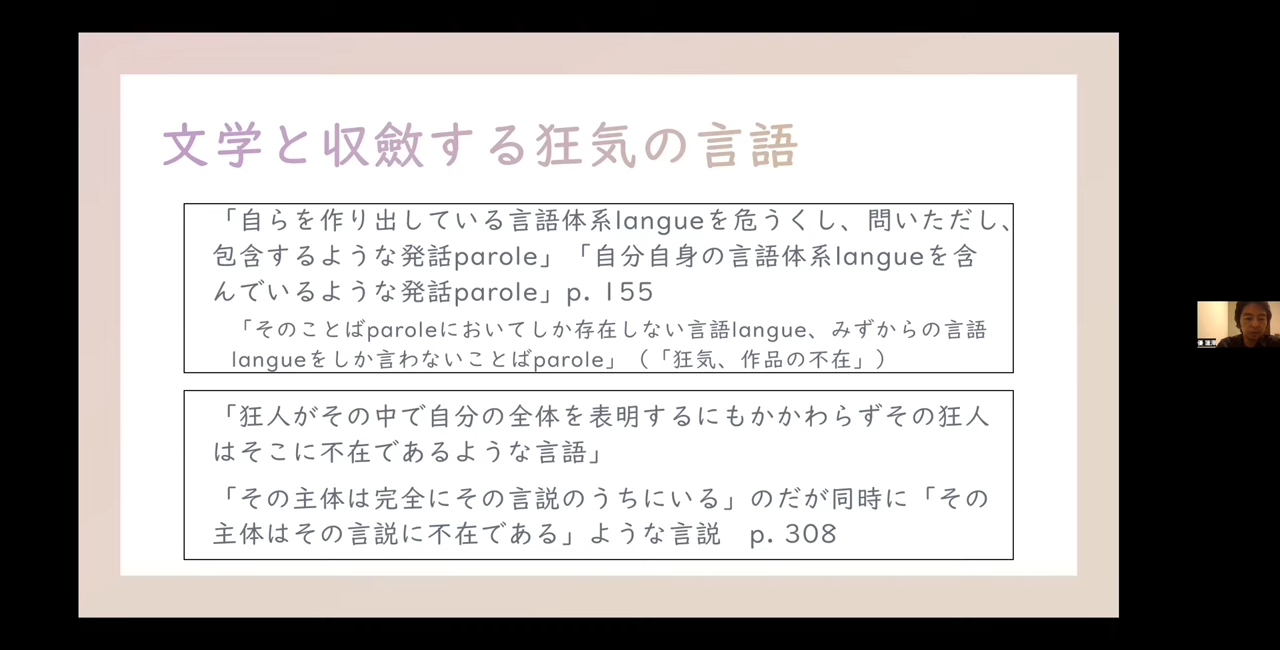 文学と収斂する狂気の言語
「自らを作り出している言語体系langueを危うくし、問いただし、
包含するような発話parole」「自分自身の言語体系langueを含
んでいるような発話parole」p. 155
「そのことばparoleにおいてしか存在しない言語langue、みずからの言語
langueをしか言わないことばparole」（「狂気、作品の不在」）
「狂人がその中で自分の全体を表明するにもかかわらずその狂人
はそこに不在であるような言語」
「その主体は完全にその言説のうちにいる」のだが同時に「その
主体はその言説に不在である」ような言説　p. 308